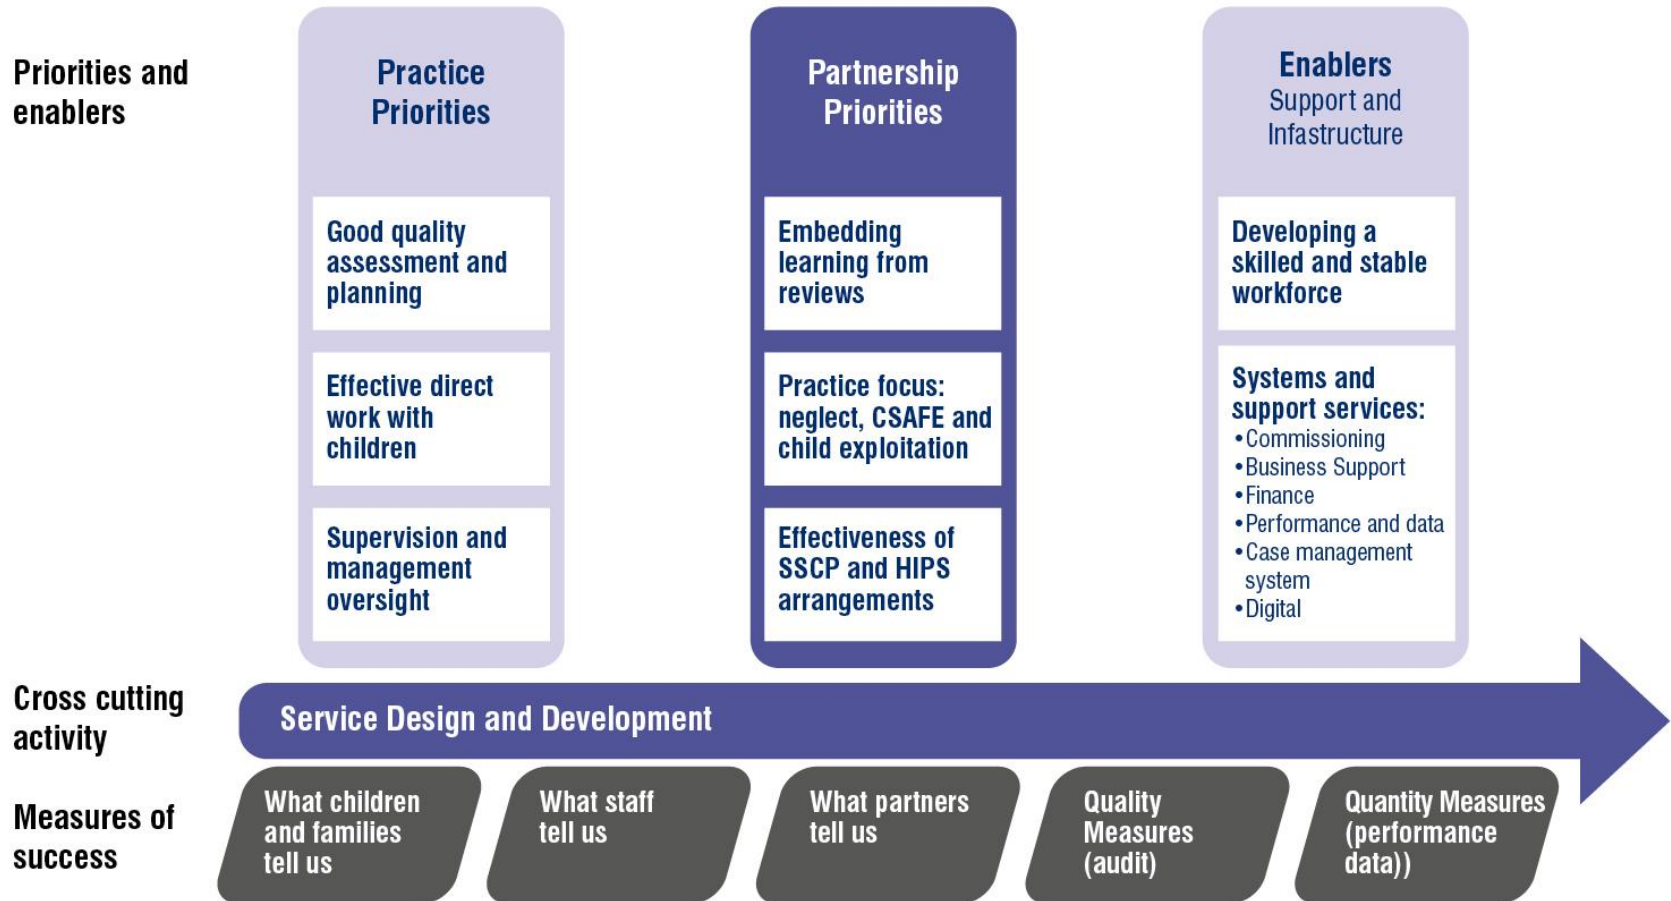 Priorities and
enablers
Practice
Priorities
Good quality
assessment and
planning
Effective direct
work with
children
Supervision and
management
oversight
Partnership
Priorities
Embedding
learning from
reviews
Practice focus:
neglect, CSAFE and
child exploitation
Effectiveness of
SSCP and HIPS
arrangements
Enablers
Support and
Infastructure
Developing a
skilled and stable
workforce
Systems and
support services:
•Commissioning
•Business Support
•Finance
•Performance and data
•Case management
system
•Digital
Cross cutting
activity
Service Design and Development
Measures of
success
What children
and families
tell us
What staff
tell us
What partners
tell us
Quality
Measures
(audit)
Quantity Measures
(performance
data))